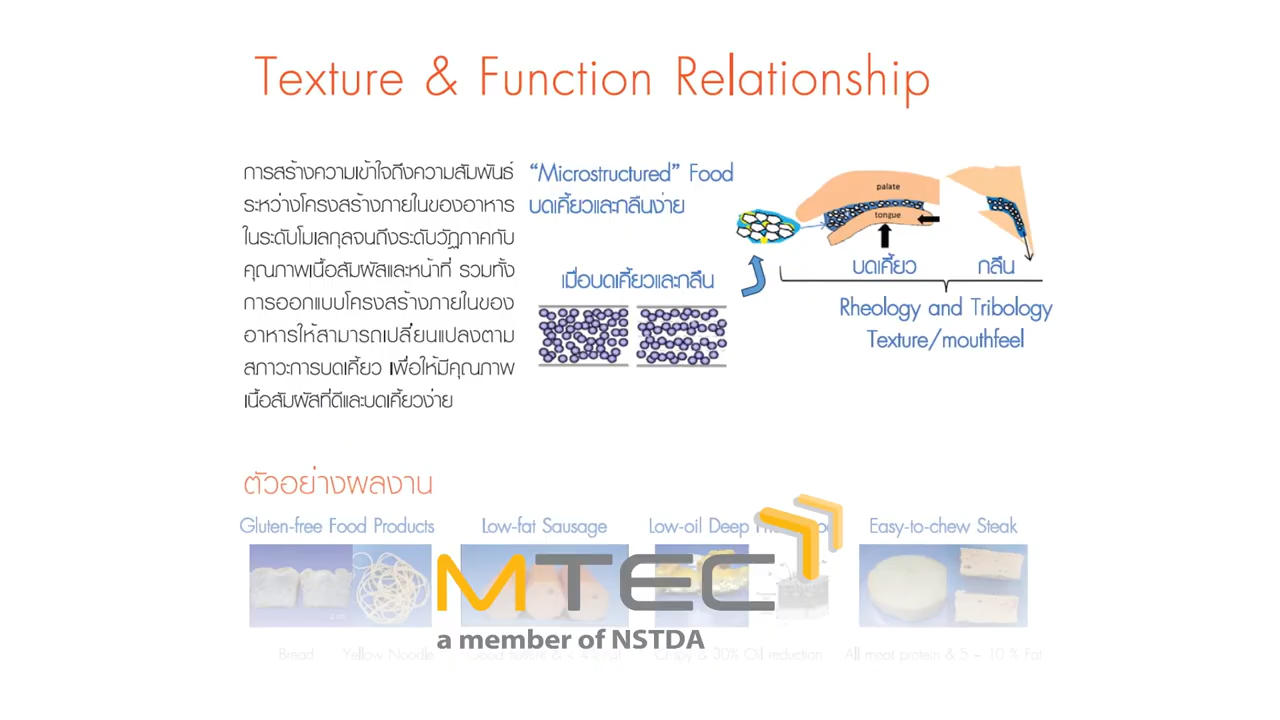 Texture & Function Relationship
การสร้างความเข้าใจถึงความสัมพันธ์
ระหว่างโครงสร้างภายในของอาหาร
ในระดับโมเลกุลจนถึงระดับวัฏภาคกับ
คุณภาพเนื้อสัมผัสและหน้าที่ รวมทั้ง
การออกแบบโครงสร้างภายในของ
อาหารให้สามารถเปลี่ยนแปลงตาม
สภาวะการบดเคี้ยว เพื่อให้มีคุณภาพ
เนื้อสัมผัสที่ดีและบดเคี้ยวง่าย
“Microstructured” Food
บดเคี้ยวและกลืนง่าย
เมื่อบดเคี้ยวและกลืน
palate
tongue
บดเคี้ยว
กลืน
Rheology and Tribology
Texture/mouthfeel
ตัวอย่างผลงาน
Gluten-free Food Products
Low-fat Sausage
Low-oil Deep
Easy-to-chew Steak
MTEC
a member of NSTDA
Bread
Yellow Noodle
Crispy & 30% Oil reduction
All meat protein & 5 – 10 % Fat